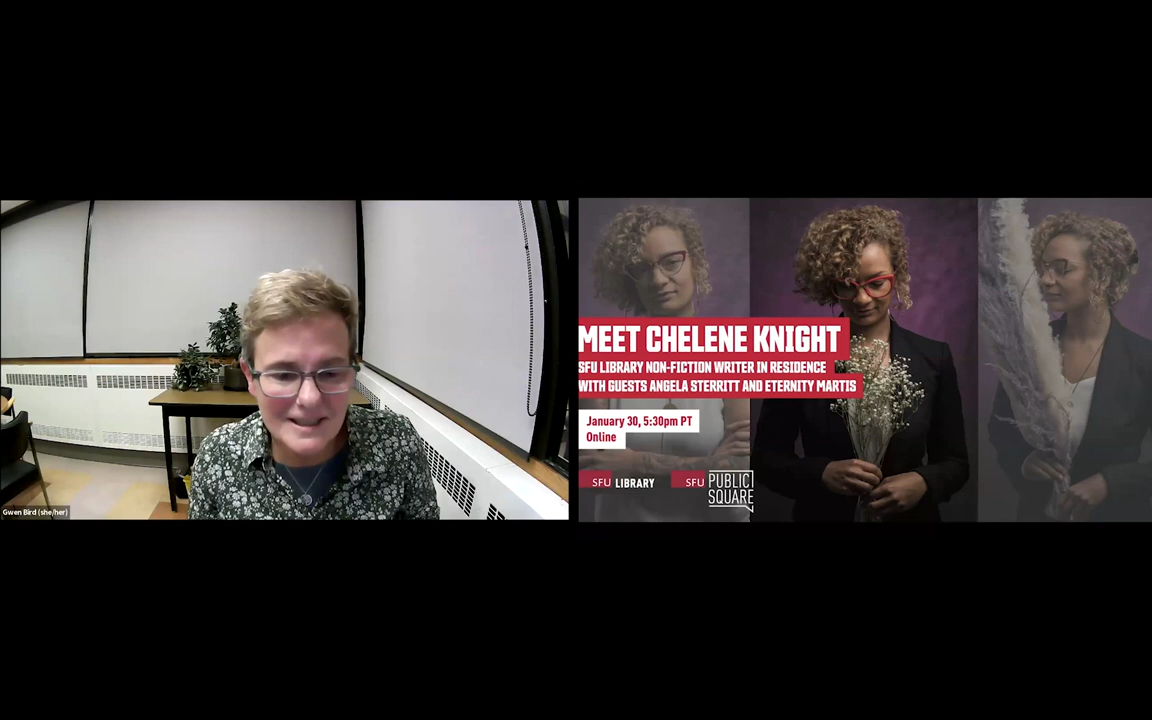 Gwen Bird (she/her)
MEET CHELENE KNIGHT
SFU LIBRARY NON-FICTION WRITER IN RESIDENCE
WITH GUESTS ANGELA STERRITT AND ETERNITY MARTIS
January 30, 5:30pm PT
Online
SFU LIBRARY
SFU PUBLIC
SQUARE